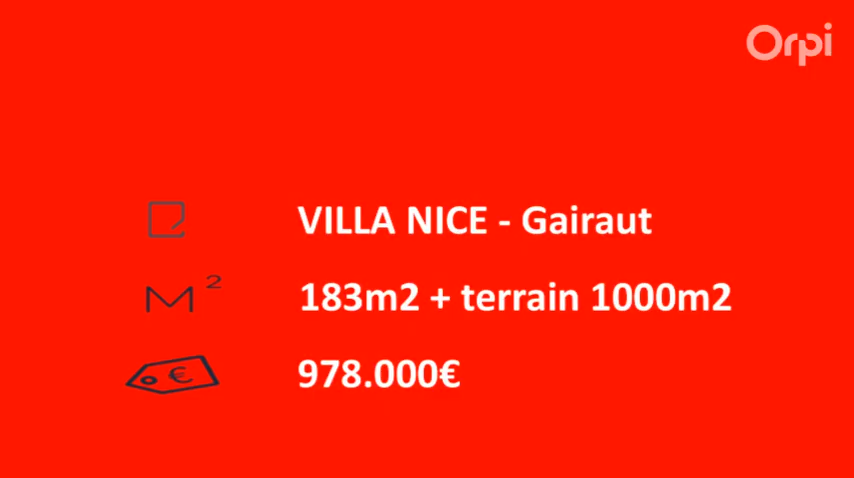 Orpi
VILLA NICE - Gairaut
M²
183m2 + terrain 1000m2
€
978.000€